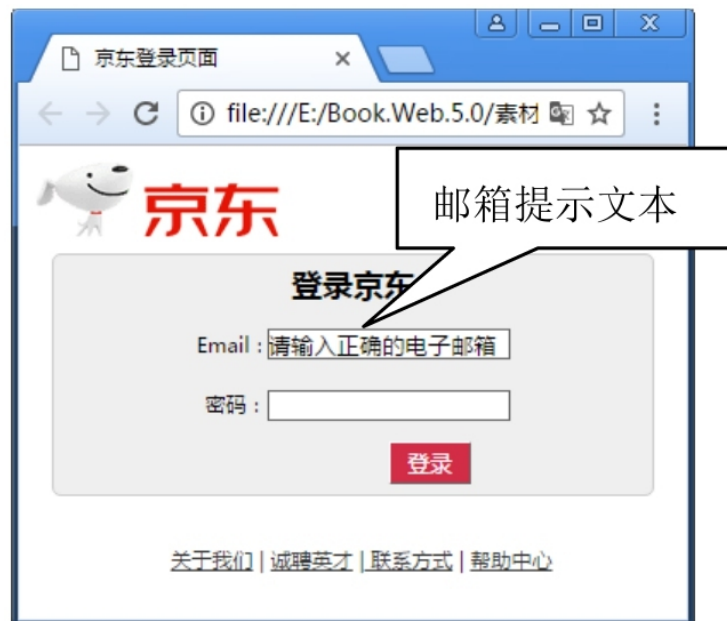 京东登录页面
file:///E:/Book.Web.5.0/素材
京东
邮箱提示文本
登录京东
Email : 请输入正确的电子邮箱
密码 :
登录
关于我们 | 诚聘英才 | 联系方式 | 帮助中心